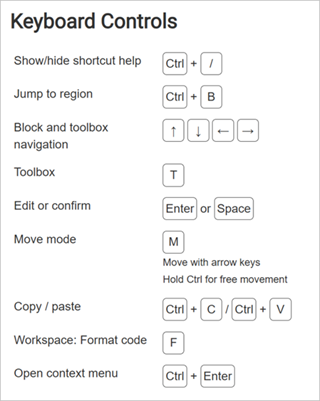 Keyboard Controls
Show/hide shortcut help Ctrl + /
Jump to region Ctrl + B
Block and toolbox navigation ↑ ↓ ← →
Toolbox T
Edit or confirm Enter or Space
Move mode M
Move with arrow keys
Hold Ctrl for free movement
Copy / paste Ctrl + C / Ctrl + V
Workspace: Format code F
Open context menu Ctrl + Enter